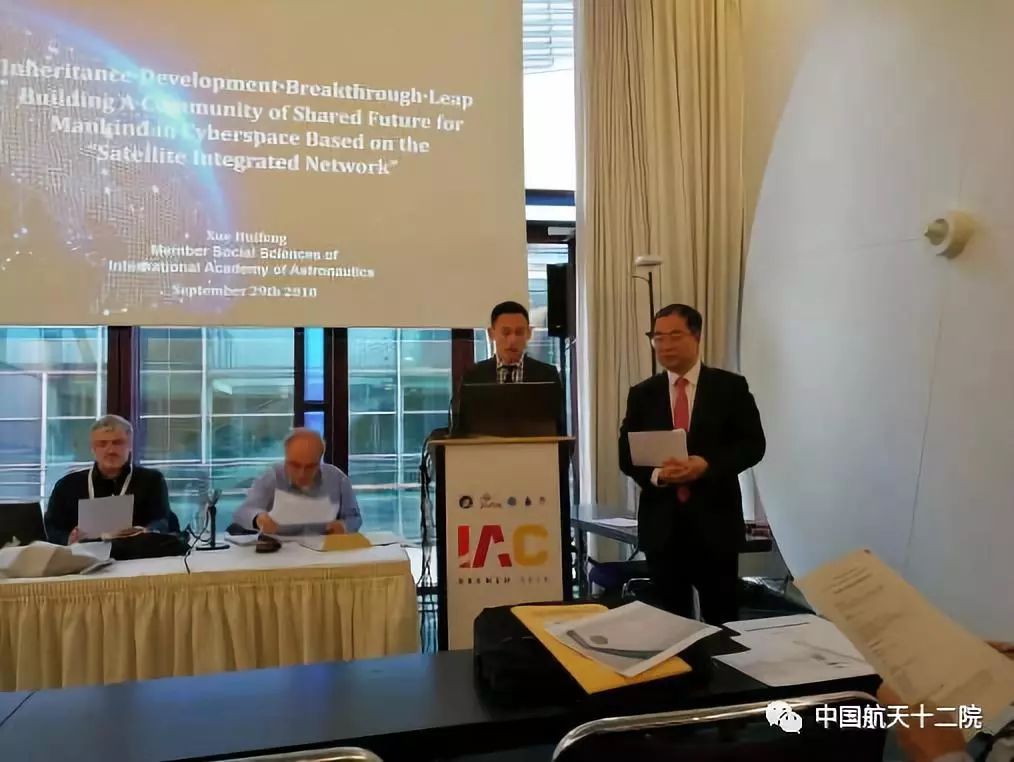 Inheritance·Development·Breakthrough·Leap
Building A Community of Shared Future for
Mankind in Cyberspace Based on the
"Satellite Integrated Network"
Xue Huifeng
Member Social Sciences of
International Academy of Astronautics
September 29th
IAC
BREMEN
中国航天十二院